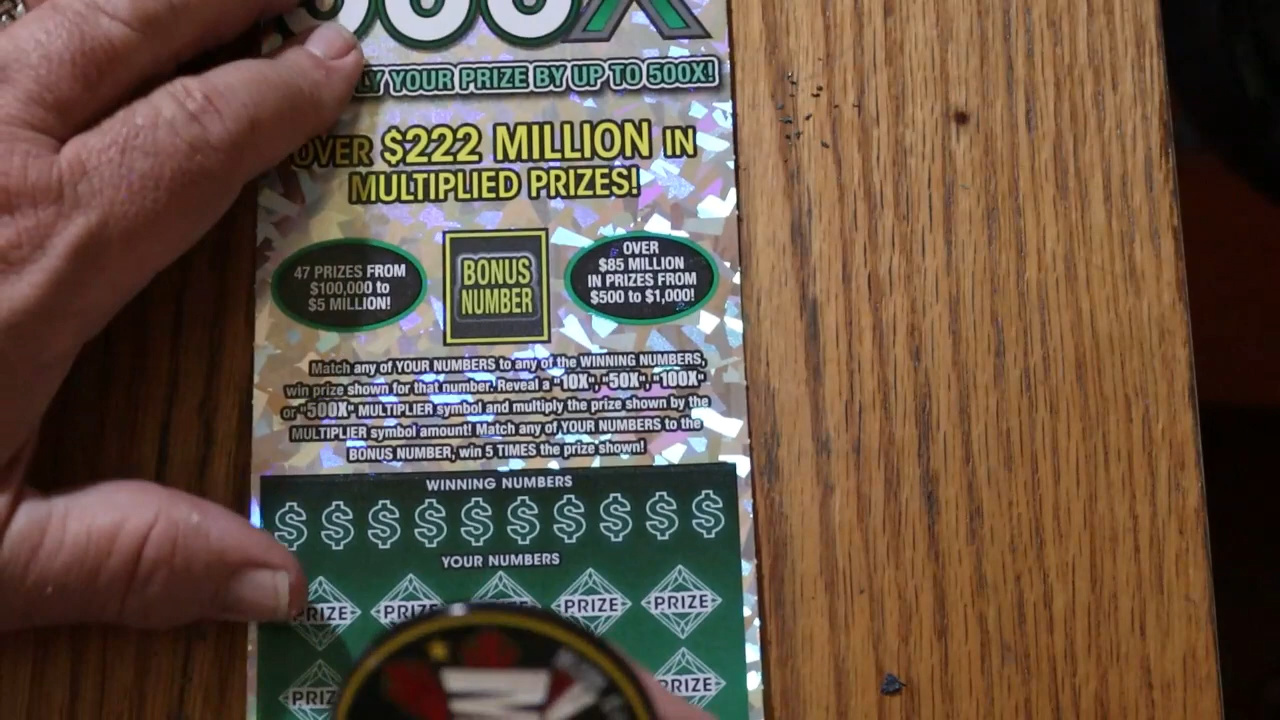 500X
LY YOUR PRIZE BY UP TO 500X!
OVER $222 MILLION IN
MULTIPLIED PRIZES!
47 PRIZES FROM
$100,000 to
$5 MILLION!
BONUS
NUMBER
OVER
$85 MILLION
IN PRIZES FROM
$500 to $1,000!
Match any of YOUR NUMBERS to any of the WINNING NUMBERS,
win prize shown for that number. Reveal a "10X", "50X", "100X"
or "500X" MULTIPLIER symbol and multiply the prize shown by the
MULTIPLIER symbol amount! Match any of YOUR NUMBERS to the
BONUS NUMBER, win 5 TIMES the prize shown!
WINNING NUMBERS
$ $ $ $ $ $ $ $ $ $
YOUR NUMBERS
PRIZE PRIZE PRIZE PRIZE PRIZE
PRIZ PRIZE